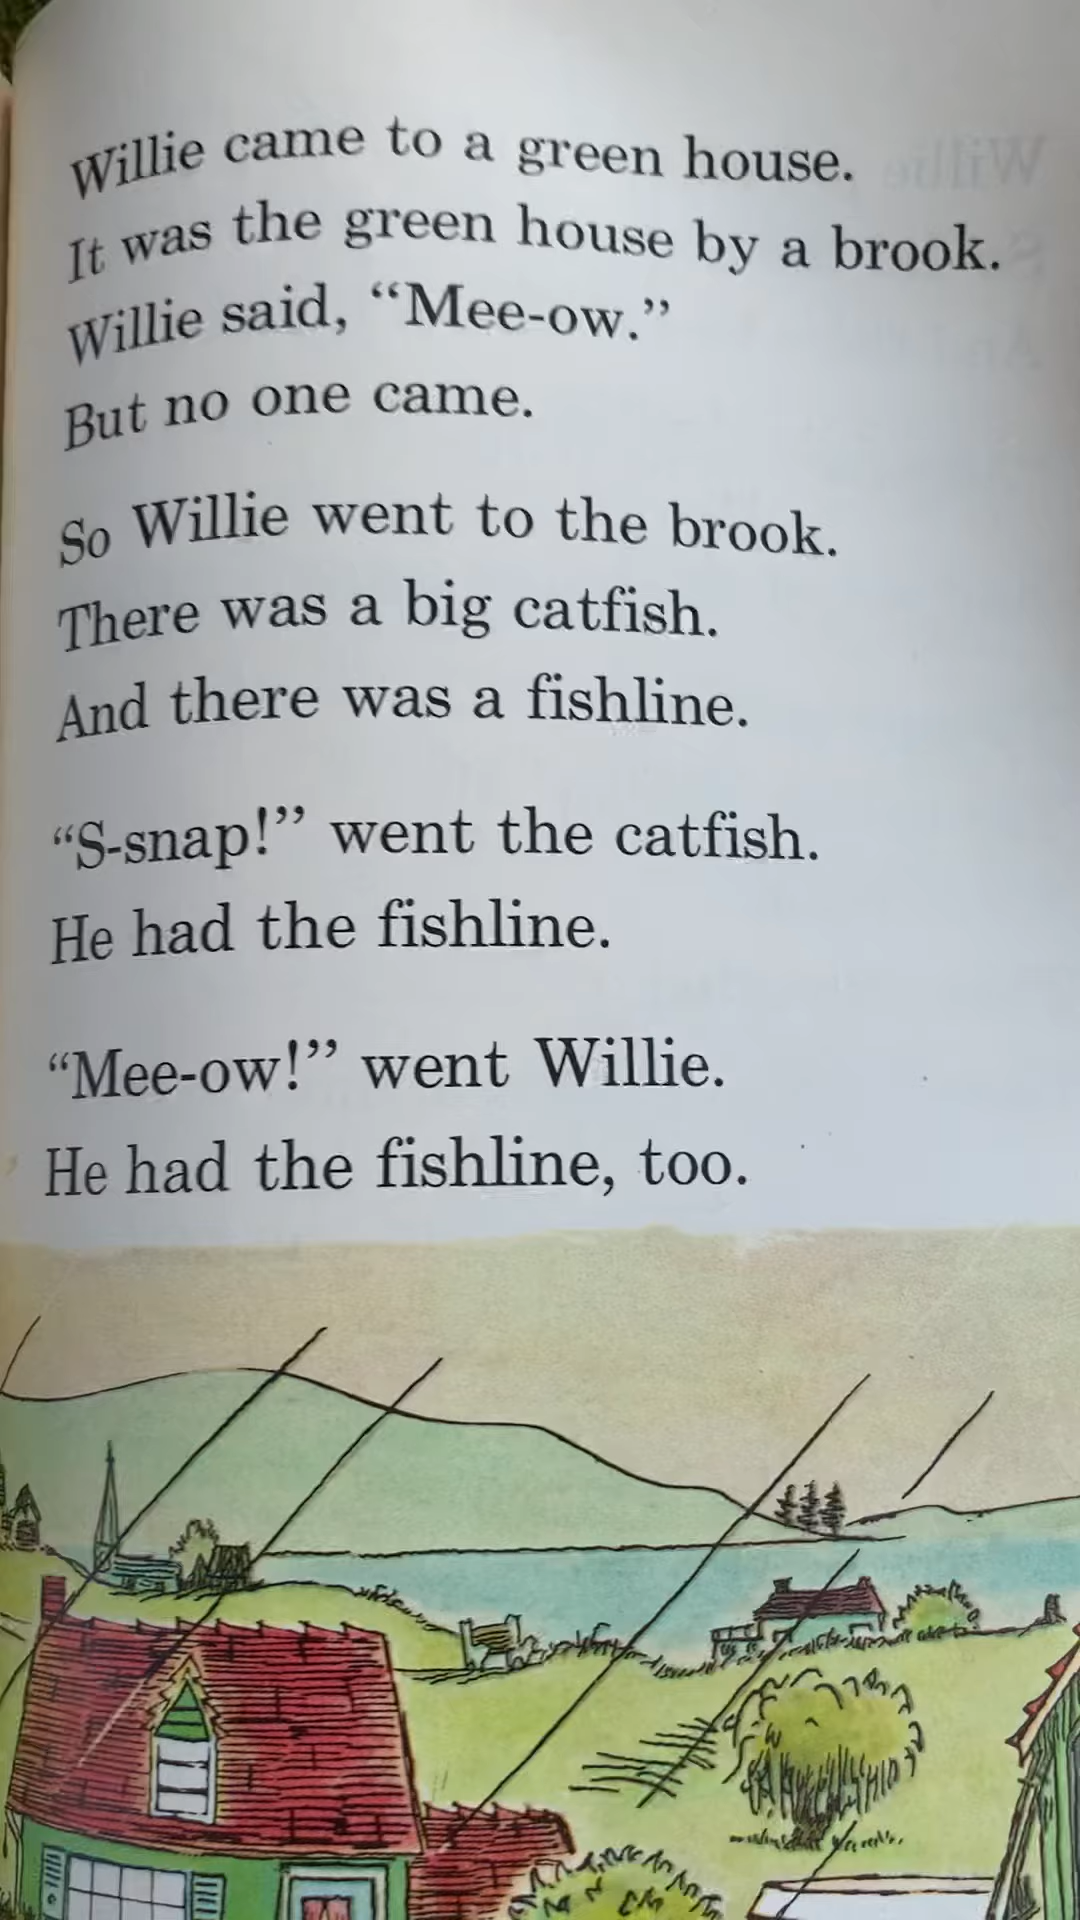 Willie came to a green house.
It was the green house by a brook.
Willie said, “Mee-ow.”
But no one came.
So Willie went to the brook.
There was a big catfish.
And there was a fishline.
“S-snap!” went the catfish.
He had the fishline.
“Mee-ow!” went Willie.
He had the fishline, too.